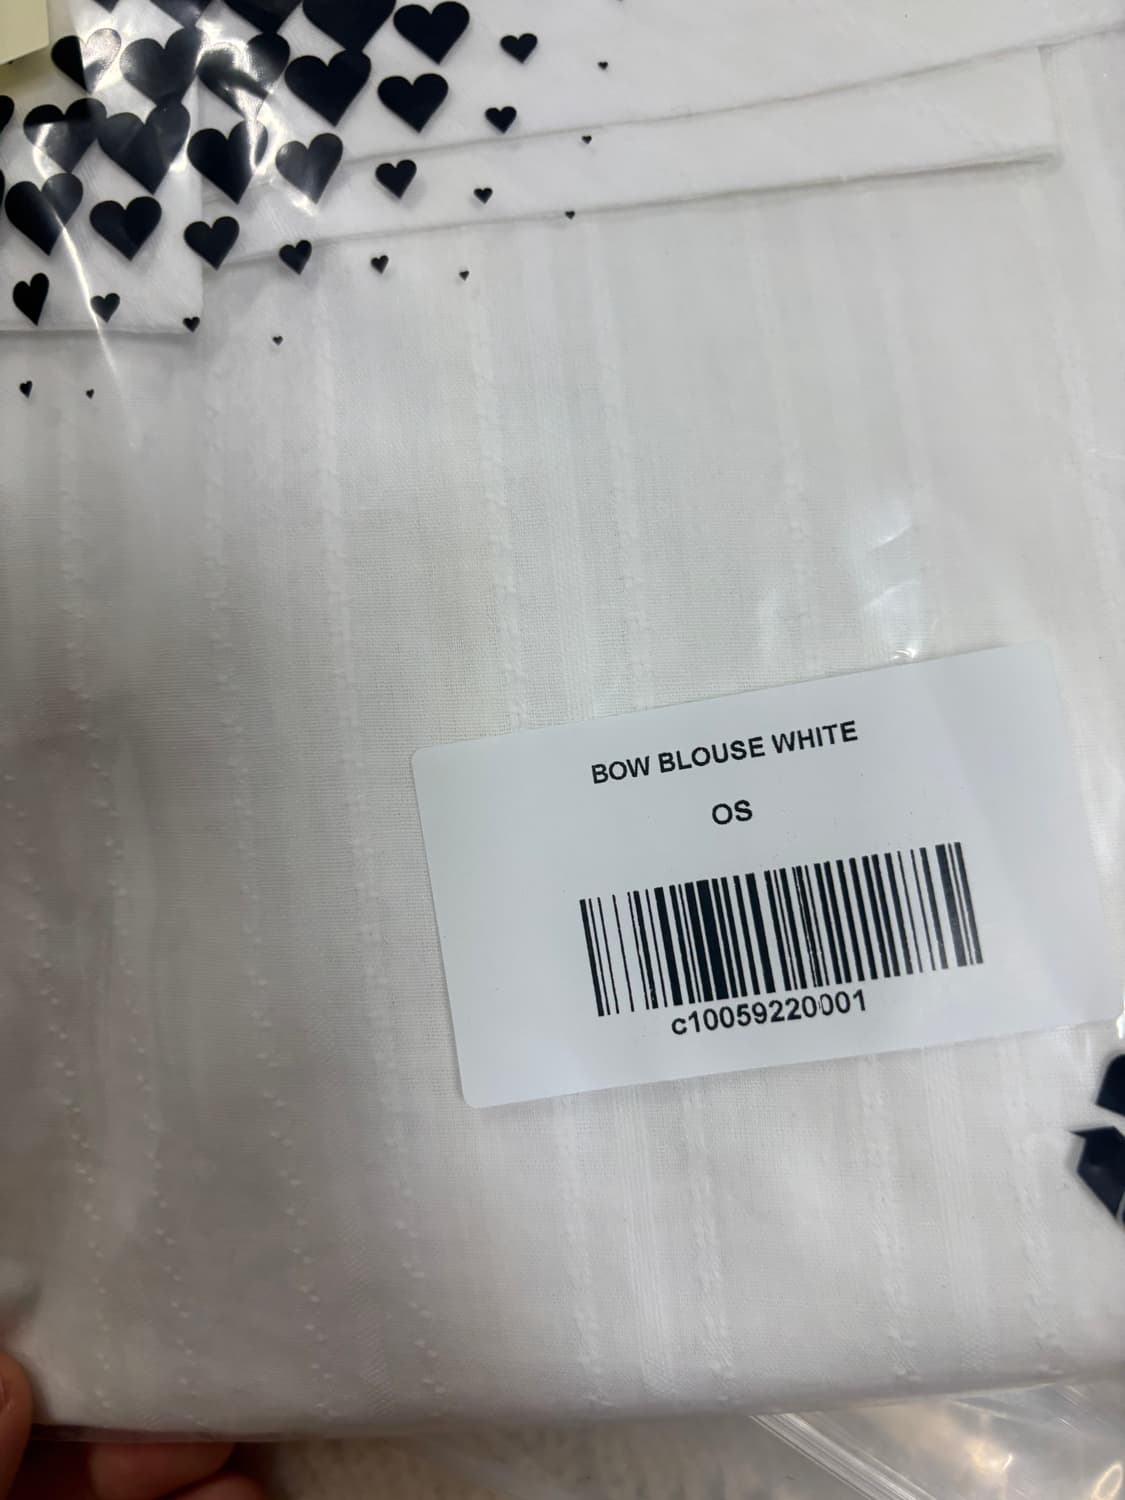 BOW BLOUSE WHITE
OS
c10059220001